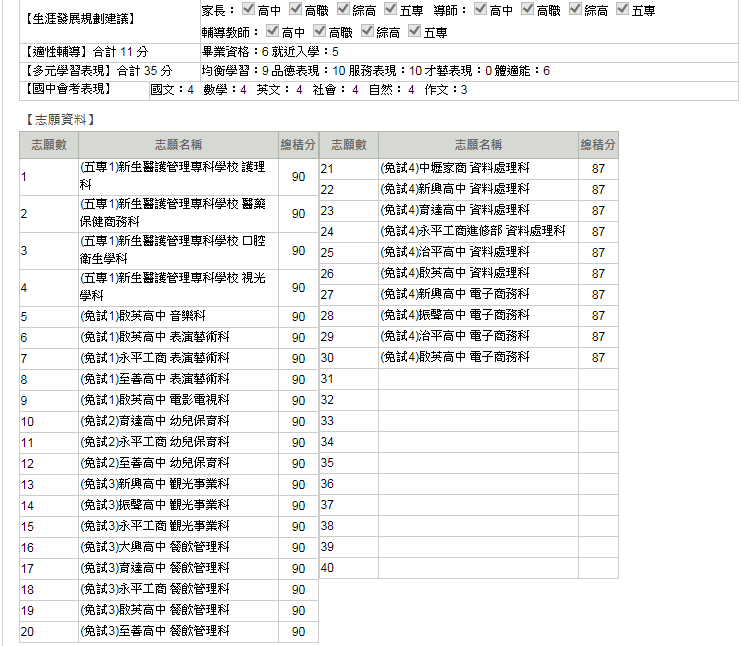 【生涯發展規劃建議】 家長： 高中 高職 綜高 五專 導師： 高中 高職 綜高 五專
輔導教師： 高中 高職 綜高 五專
【適性輔導】合計 11 分 畢業資格：6 就近入學：5
【多元學習表現】合計 35 分 均衡學習：9 品德表現：10 服務表現：10 才藝表現：0 體適能：6
【國中會考表現】 國文：4 數學：4 英文：4 社會：4 自然：4 作文：3
【志願資料】
志願數 志願名稱 總積分 志願數 志願名稱 總積分
1 (五專1)新生醫護管理專科學校 護理
科 90
2 (五專1)新生醫護管理專科學校 醫藥
保健商務科 90
3 (五專1)新生醫護管理專科學校 口腔
衛生學科 90
4 (五專1)新生醫護管理專科學校 視光
學科 90
5 (免試1)啟英高中 音樂科 90
6 (免試1)啟英高中 表演藝術科 90
7 (免試1)永平工商 表演藝術科 90
8 (免試1)至善高中 表演藝術科 90
9 (免試1)啟英高中 電影電視科 90
10 (免試2)育達高中 幼兒保育科 90
11 (免試2)永平工商 幼兒保育科 90
12 (免試2)至善高中 幼兒保育科 90
13 (免試3)新興高中 觀光事業科 90
14 (免試3)振聲高中 觀光事業科 90
15 (免試3)永平工商 觀光事業科 90
16 (免試3)大興高中 餐飲管理科 90
17 (免試3)育達高中 餐飲管理科 90
18 (免試3)永平工商 餐飲管理科 90
19 (免試3)啟英高中 餐飲管理科 90
20 (免試3)至善高中 餐飲管理科 90
21 (免試4)中壢家商 資料處理科 87
22 (免試4)新興高中 資料處理科 87
23 (免試4)育達高中 資料處理科 87
24 (免試4)永平工商進修部 資料處理科 87
25 (免試4)治平高中 資料處理科 87
26 (免試4)啟英高中 資料處理科 87
27 (免試4)新興高中 電子商務科 87
28 (免試4)振聲高中 電子商務科 87
29 (免試4)治平高中 電子商務科 87
30 (免試4)啟英高中 電子商務科 87
31
32
33
34
35
36
37
38
39
40